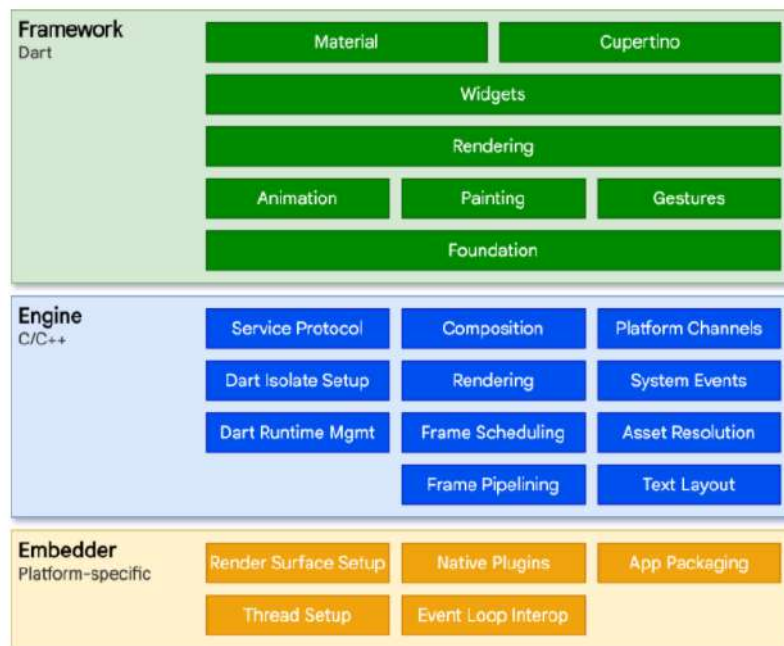 Framework
Dart
Material
Cupertino
Widgets
Rendering
Animation
Painting
Gestures
Foundation
Engine
C/C++
Service Protocol
Composition
Platform Channels
Dart Isolate Setup
Rendering
System Events
Dart Runtime Mgmt
Frame Scheduling
Asset Resolution
Frame Pipelining
Text Layout
Embedder
Platform-specific
Render Surface Setup
Native Plugins
App Packaging
Thread Setup
Event Loop Interop